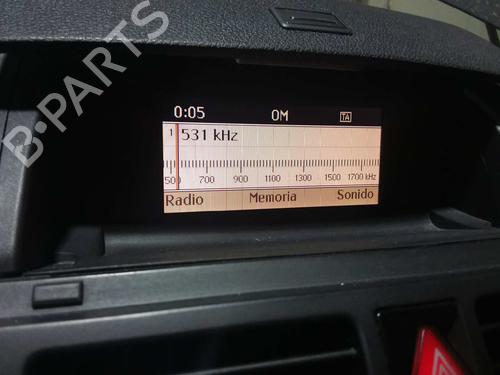 B-PARTS
0:05 OM TA
1 531 kHz
500 700 900 1100 1300 1500 1700 kHz
Radio Memoria Sonido